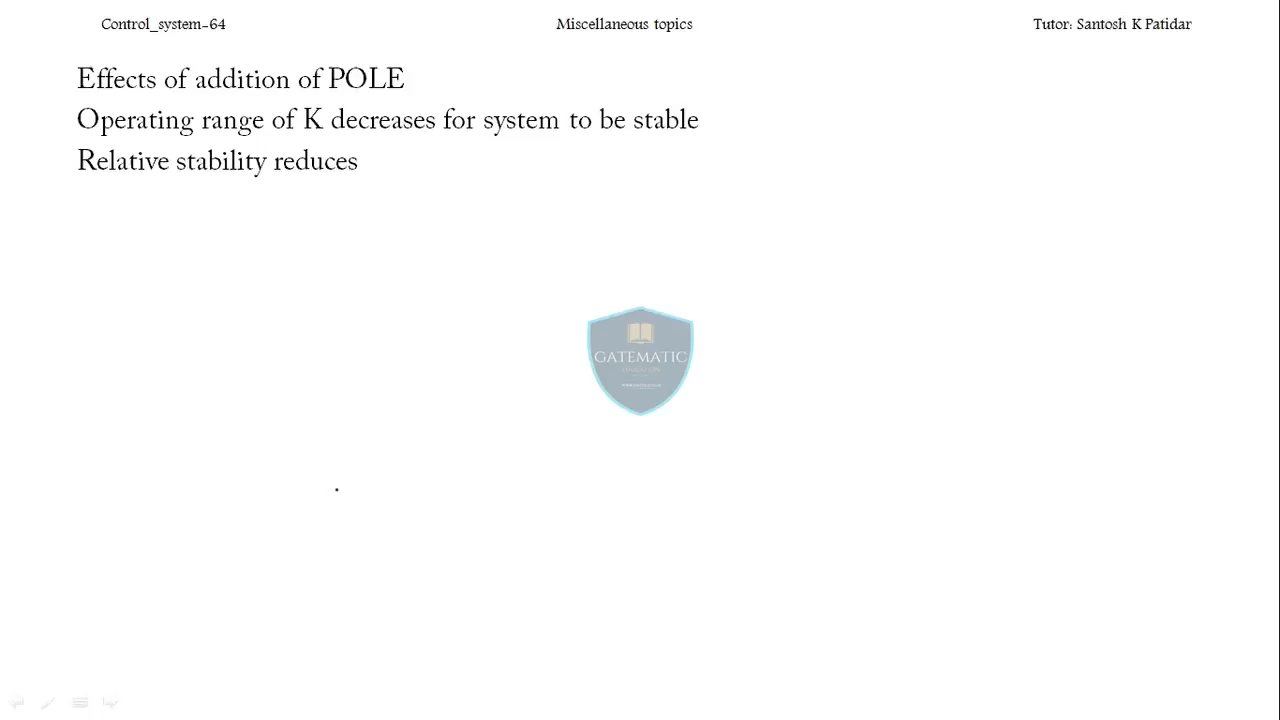 Control_system-64
Miscellaneous topics
Tutor: Santosh K Patidar
Effects of addition of POLE
Operating range of K decreases for system to be stable
Relative stability reduces
GATEMATIC